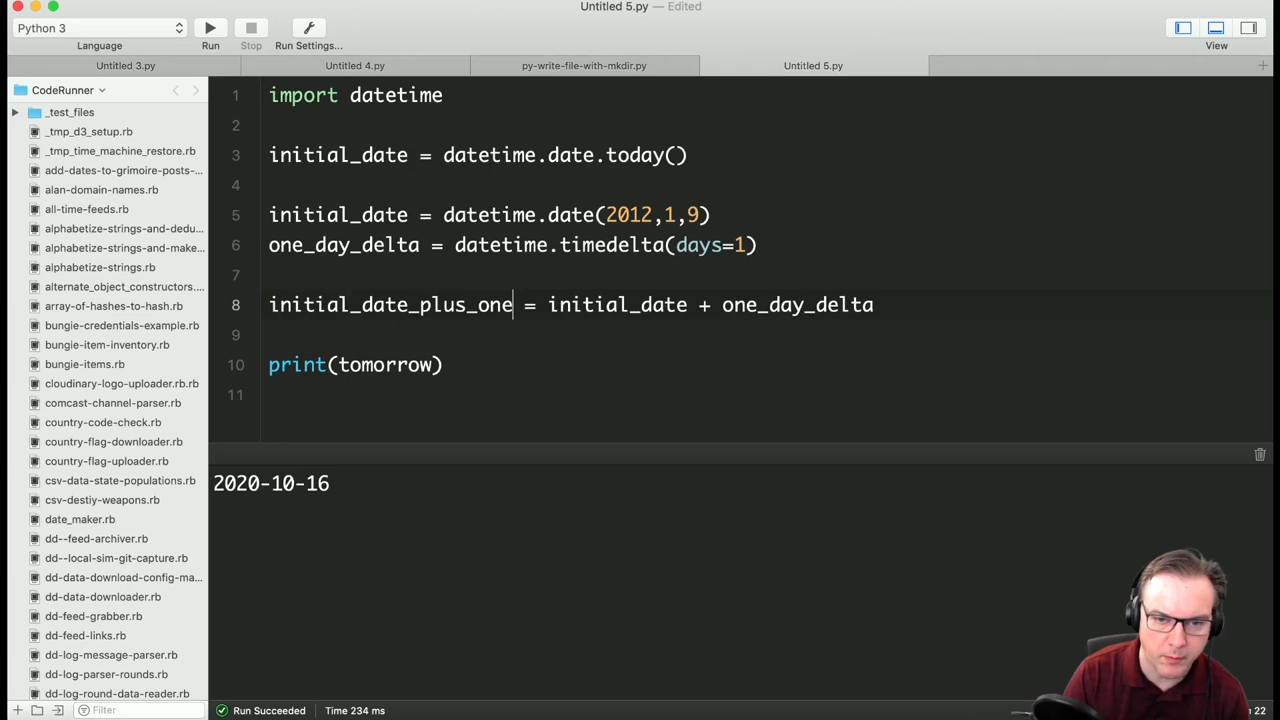 Untitled 5.py — Edited
Python 3
Language
Run
Stop
Run Settings...
View
Untitled 3.py
Untitled 4.py
py-write-file-with-mkdir.py
Untitled 5.py
CodeRunner
_test_files
_tmp_d3_setup.rb
_tmp_time_machine_restore.rb
add-dates-to-grimoire-posts-...
alan-domain-names.rb
all-time-feeds.rb
alphabetize-strings-and-dedu...
alphabetize-strings-and-make...
alphabetize-strings.rb
alternate_object_constructors....
array-of-hashes-to-hash.rb
bungie-credentials-example.rb
bungie-item-inventory.rb
bungie-items.rb
cloudinary-logo-uploader.rb
comcast-channel-parser.rb
country-code-check.rb
country-flag-downloader.rb
country-flag-uploader.rb
csv-data-state-populations.rb
csv-destiy-weapons.rb
date_maker.rb
dd--feed-archiver.rb
dd--local-sim-git-capture.rb
dd-data-download-config-ma...
dd-data-downloader.rb
dd-feed-grabber.rb
dd-feed-links.rb
dd-log-message-parser.rb
dd-log-parser-rounds.rb
dd-log-round-data-reader.rb
Filter
1 import datetime
2
3 initial_date = datetime.date.today()
4
5 initial_date = datetime.date(2012,1,9)
6 one_day_delta = datetime.timedelta(days=1)
7
8 initial_date_plus_one = initial_date + one_day_delta
9
10 print(tomorrow)
11
2020-10-16
Run Succeeded
Time 234 ms
22